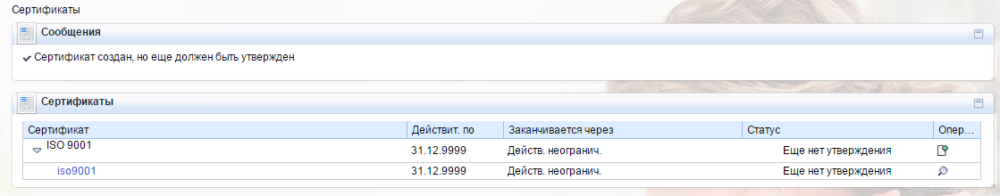 Сертификаты
Сообщения
Сертификат создан, но еще должен быть утвержден
Сертификаты
Сертификат Действит. по Заканчивается через Статус Опер...
ISO 9001 31.12.9999 Действ. неогранич. Еще нет утверждения
iso9001 31.12.9999 Действ. неогранич. Еще нет утверждения